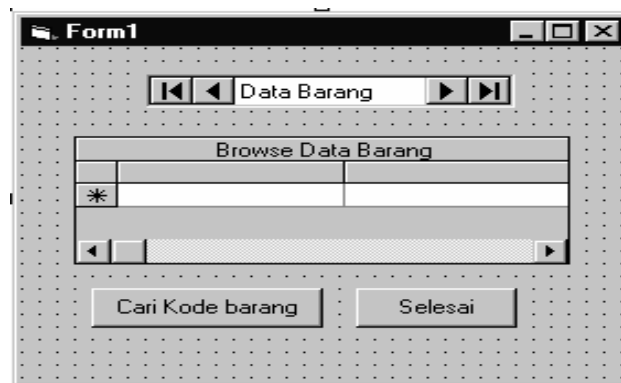 Form1
Data Barang
Browse Data Barang
Cari Kode barang
Selesai